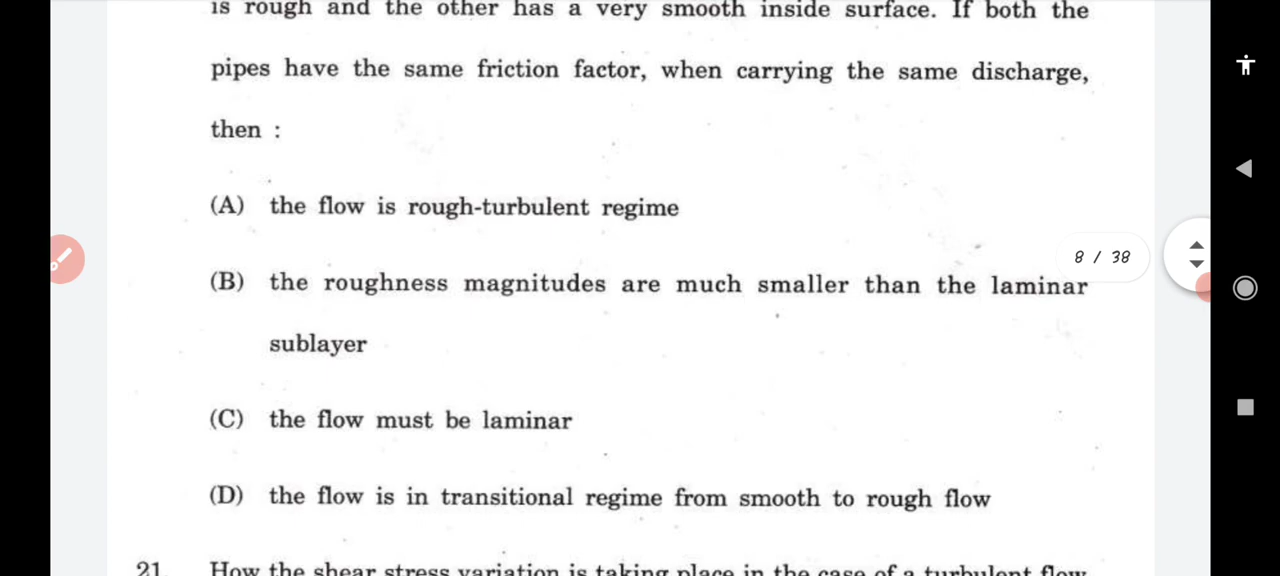 is rough and the other has a very smooth inside surface. If both the
pipes have the same friction factor, when carrying the same discharge,
then :
(A) the flow is rough-turbulent regime
8 / 38
(B) the roughness magnitudes are much smaller than the laminar
sublayer
(C) the flow must be laminar
(D) the flow is in transitional regime from smooth to rough flow
21. How the shear stress variation is taking place in the case of a turbulent flow